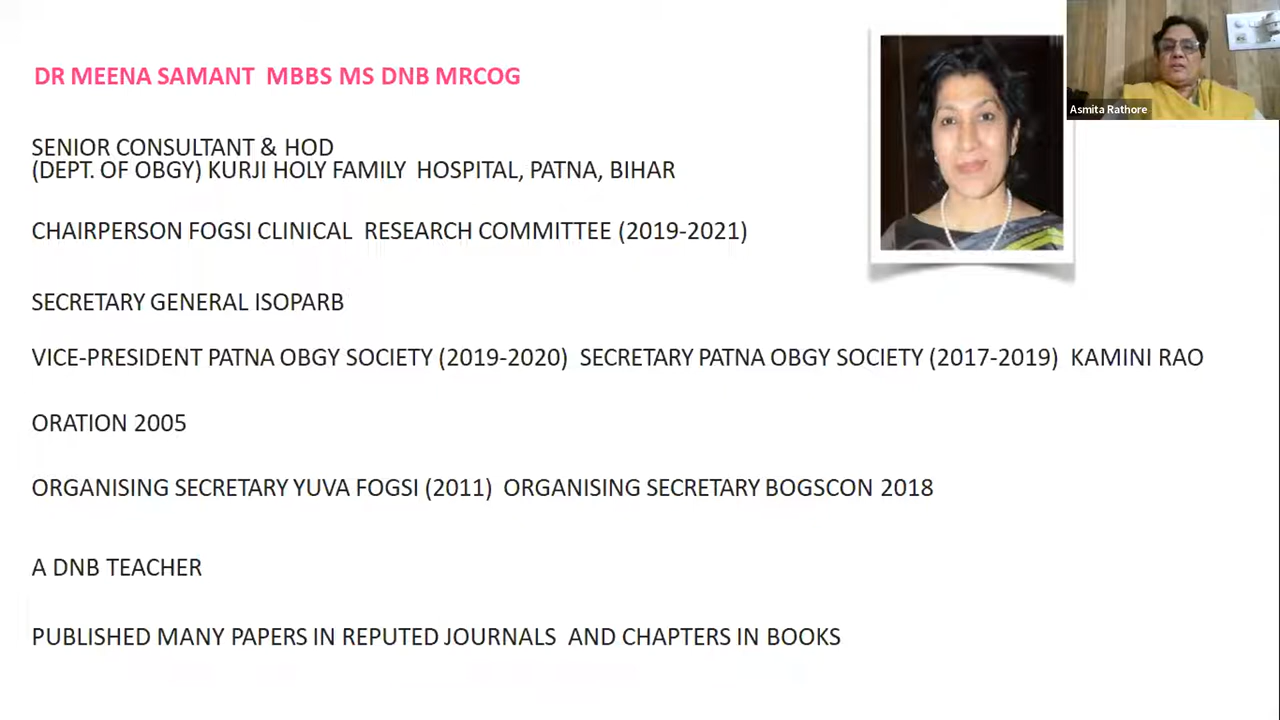 DR MEENA SAMANT MBBS MS DNB MRCOG
Asmita Rathore
SENIOR CONSULTANT & HOD
(DEPT. OF OBGY) KURJI HOLY FAMILY HOSPITAL, PATNA, BIHAR
CHAIRPERSON FOGSI CLINICAL RESEARCH COMMITTEE (2019-2021)
SECRETARY GENERAL ISOPARB
VICE-PRESIDENT PATNA OBGY SOCIETY (2019-2020) SECRETARY PATNA OBGY SOCIETY (2017-2019) KAMINI RAO
ORATION 2005
ORGANISING SECRETARY YUVA FOGSI (2011) ORGANISING SECRETARY BOGSCON 2018
A DNB TEACHER
PUBLISHED MANY PAPERS IN REPUTED JOURNALS AND CHAPTERS IN BOOKS